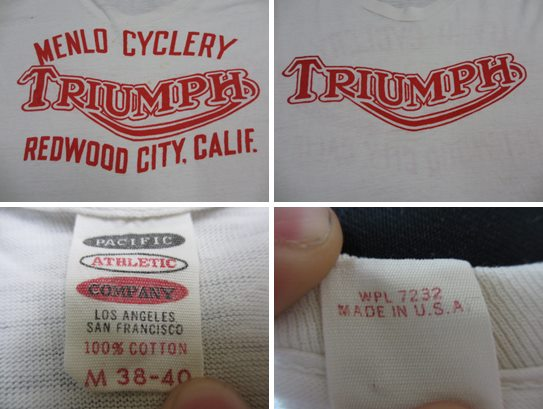 MENLO CYCLERY
TRIUMPH
REDWOOD CITY, CALIF.
TRIUMPH
PACIFIC
ATHLETIC
COMPANY
LOS ANGELES
SAN FRANCISCO
100% COTTON
M 38-40
WPL 7232
MADE IN U.S.A